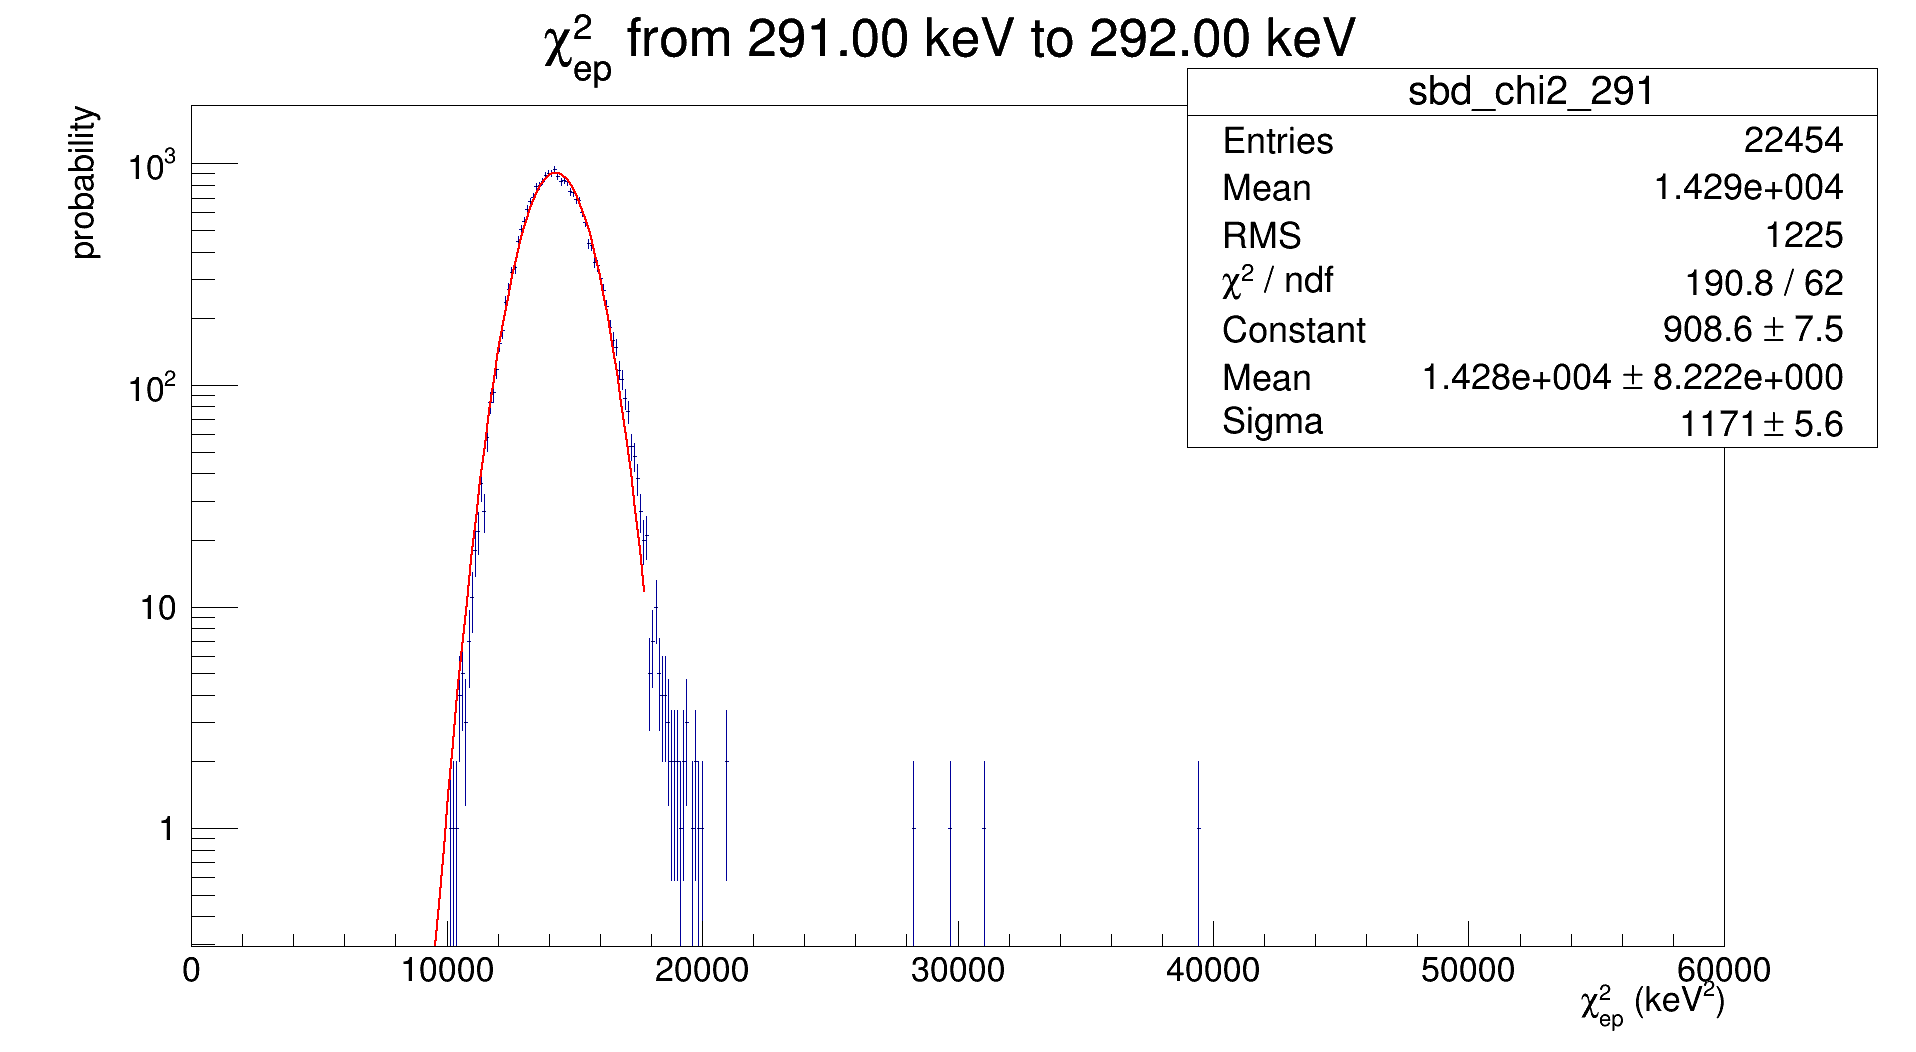 χ²ep from 291.00 keV to 292.00 keV
sbd_chi2_291
Entries 22454
Mean 1.429e+004
RMS 1225
χ² / ndf 190.8 / 62
Constant 908.6 ± 7.5
Mean 1.428e+004 ± 8.222e+000
Sigma 1171 ± 5.6
probability
10³
10²
10
1
0 10000 20000 30000 40000 50000 60000
χ²ep (keV²)